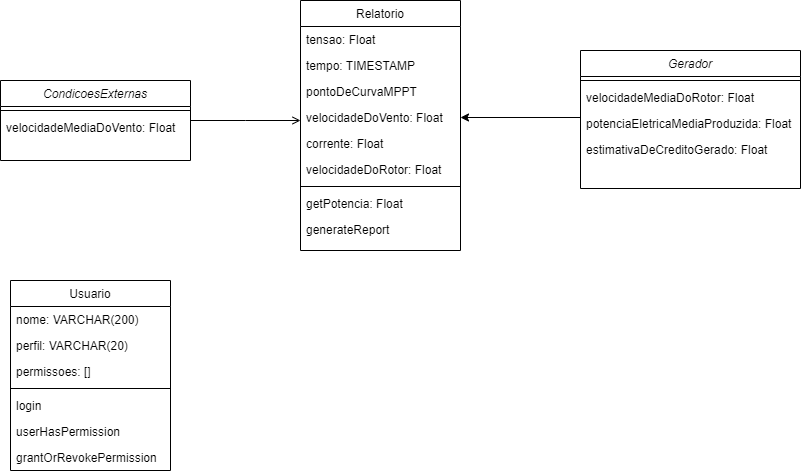 Relatorio
tensao: Float
tempo: TIMESTAMP
pontoDeCurvaMPPT
velocidadeDoVento: Float
corrente: Float
velocidadeDoRotor: Float
getPotencia: Float
generateReport
CondicoesExternas
velocidadeMediaDoVento: Float
Gerador
velocidadeMediaDoRotor: Float
potenciaEletricaMediaProduzida: Float
estimativaDeCreditoGerado: Float
Usuario
nome: VARCHAR(200)
perfil: VARCHAR(20)
permissoes: []
login
userHasPermission
grantOrRevokePermission